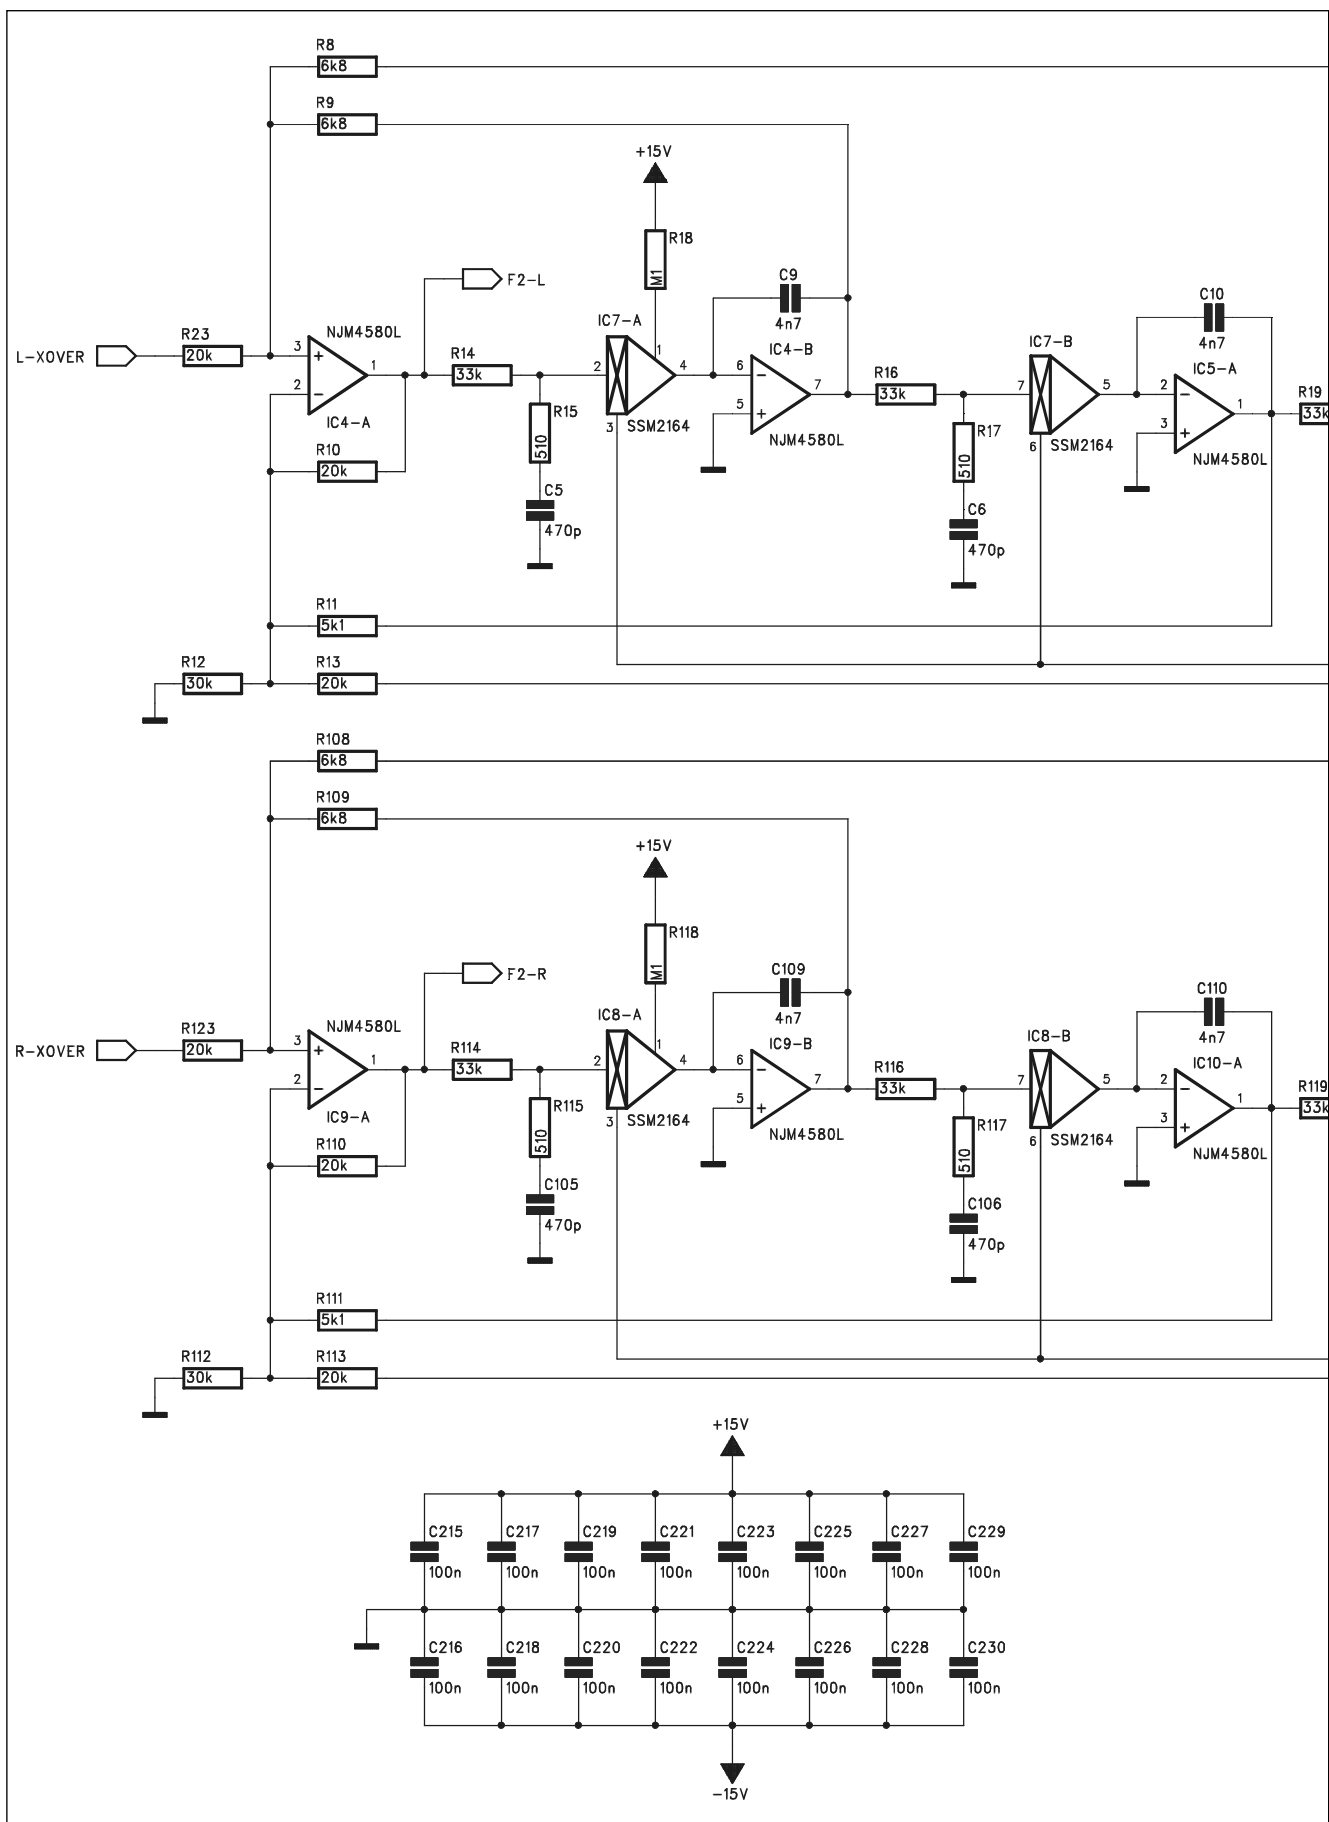 R8
6k8
R9
6k8
+15V
R18
M1
F2-L
C9
4n7
C10
4n7
L-XOVER
R23
20k
NJM4580L
3
+
1
2
−
IC4-A
R14
33k
IC7-A
2
1
4
3
SSM2164
IC4-B
6
−
7
5
+
NJM4580L
R16
33k
IC7-B
7
5
6
SSM2164
IC5-A
2
−
1
3
+
NJM4580L
R19
33k
R10
20k
R15
510
C5
470p
R17
510
C6
470p
R11
5k1
R12
30k
R13
20k
R108
6k8
R109
6k8
+15V
R118
M1
F2-R
C109
4n7
C110
4n7
R-XOVER
R123
20k
NJM4580L
3
+
1
2
−
IC9-A
R114
33k
IC8-A
2
1
4
3
SSM2164
IC9-B
6
−
7
5
+
NJM4580L
R116
33k
IC8-B
7
5
6
SSM2164
IC10-A
2
−
1
3
+
NJM4580L
R119
33k
R110
20k
R115
510
C105
470p
R117
510
C106
470p
R111
5k1
R112
30k
R113
20k
+15V
C215 C217 C219 C221 C223 C225 C227 C229
100n 100n 100n 100n 100n 100n 100n 100n
C216 C218 C220 C222 C224 C226 C228 C230
100n 100n 100n 100n 100n 100n 100n 100n
-15V